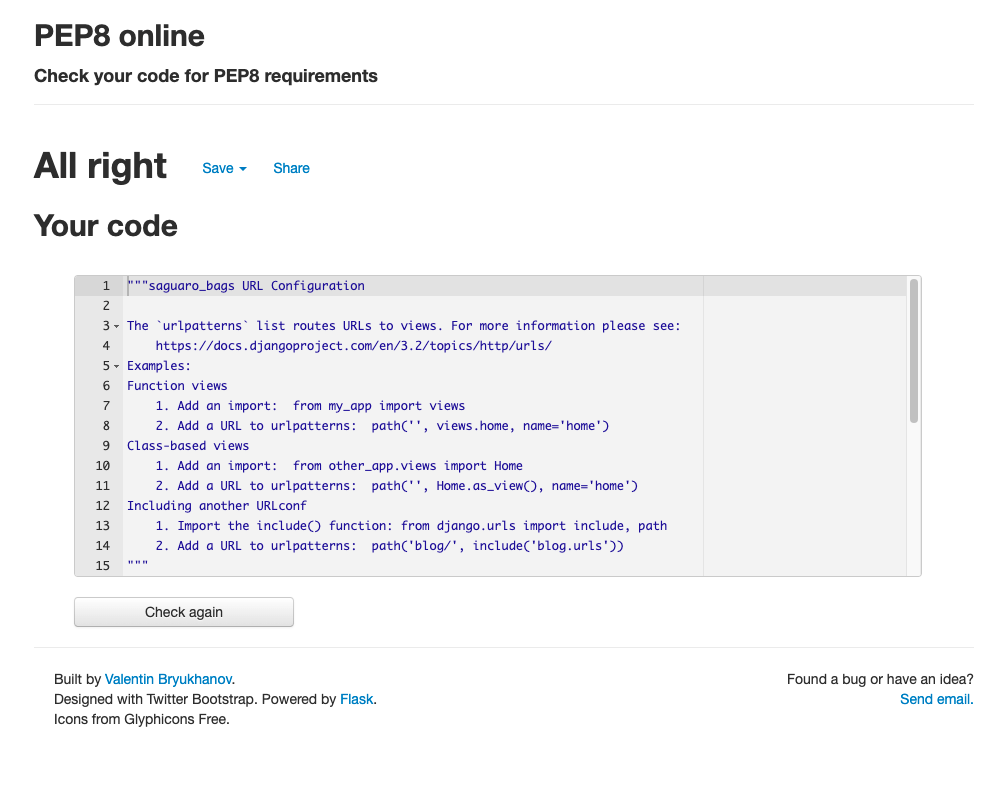 PEP8 online
Check your code for PEP8 requirements
All right Save Share
Your code
1 """saguaro_bags URL Configuration
2
3 The `urlpatterns` list routes URLs to views. For more information please see:
4     https://docs.djangoproject.com/en/3.2/topics/http/urls/
5 Examples:
6 Function views
7     1. Add an import:  from my_app import views
8     2. Add a URL to urlpatterns:  path('', views.home, name='home')
9 Class-based views
10     1. Add an import:  from other_app.views import Home
11     2. Add a URL to urlpatterns:  path('', Home.as_view(), name='home')
12 Including another URLconf
13     1. Import the include() function: from django.urls import include, path
14     2. Add a URL to urlpatterns:  path('blog/', include('blog.urls'))
15 """
Check again
Built by Valentin Bryukhanov. Found a bug or have an idea?
Designed with Twitter Bootstrap. Powered by Flask. Send email.
Icons from Glyphicons Free.